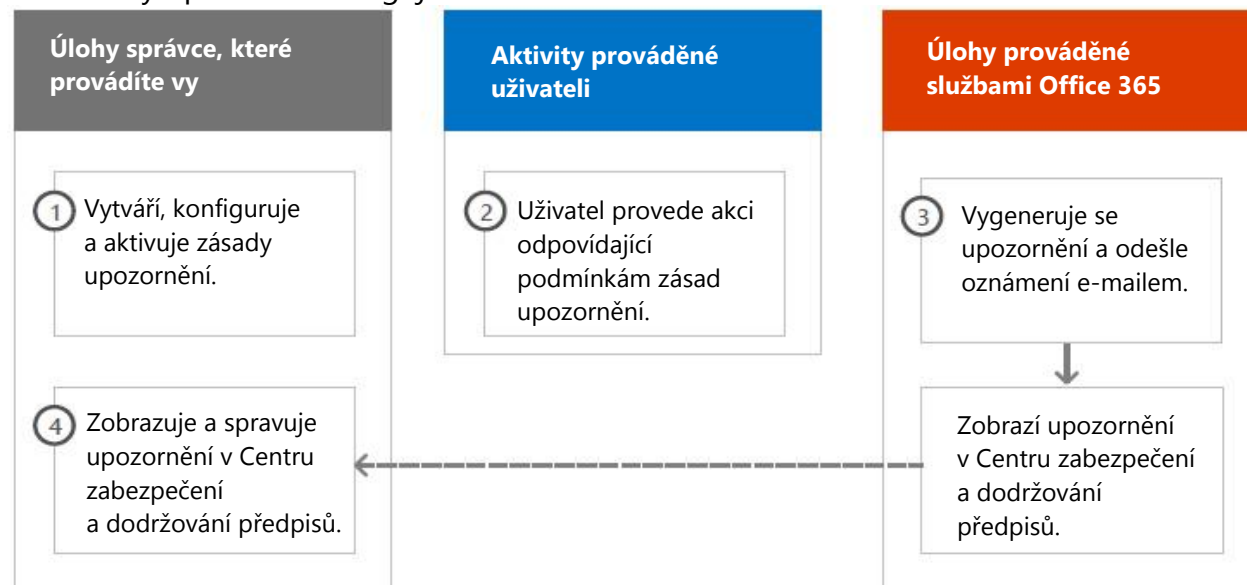 Úlohy správce, které
provádíte vy
Aktivity prováděné
uživateli
Úlohy prováděné
službami Office 365
1
Vytváří, konfiguruje
a aktivuje zásady
upozornění.
2
Uživatel provede akci
odpovídající
podmínkám zásad
upozornění.
3
Vygeneruje se
upozornění a odešle
oznámení e-mailem.
4
Zobrazuje a spravuje
upozornění v Centru
zabezpečení
a dodržování předpisů.
Zobrazí upozornění
v Centru zabezpečení
a dodržování
předpisů.